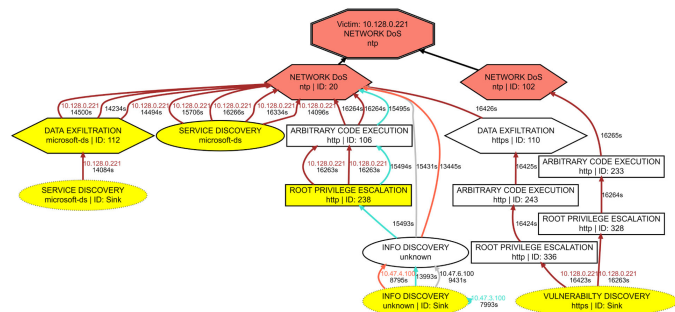 Victim: 10.128.0.221
NETWORK DoS
ntp
NETWORK DoS
ntp | ID: 20
NETWORK DoS
ntp | ID: 102
10.128.0.221
14500s
14234s
10.128.0.221
14494s
10.128.0.221
15706s
10.128.0.221
16266s
10.128.0.221
16334s
10.128.0.221
14096s
16264s
16264s
15495s
16426s
16265s
DATA EXFILTRATION
microsoft-ds | ID: 112
SERVICE DISCOVERY
microsoft-ds
ARBITRARY CODE EXECUTION
http | ID: 106
DATA EXFILTRATION
https | ID: 110
10.128.0.221
14084s
10.128.0.221
16263s
10.128.0.221
16263s
15494s
15431s
13445s
16425s
ARBITRARY CODE EXECUTION
http | ID: 233
SERVICE DISCOVERY
microsoft-ds | ID: Sink
ROOT PRIVILEGE ESCALATION
http | ID: 238
ARBITRARY CODE EXECUTION
http | ID: 243
16264s
15493s
16424s
ROOT PRIVILEGE ESCALATION
http | ID: 328
INFO DISCOVERY
unknown
ROOT PRIVILEGE ESCALATION
http | ID: 336
10.47.4.100
8795s
13993s
10.47.6.100
9431s
10.128.0.221
16423s
10.128.0.221
16263s
INFO DISCOVERY
unknown | ID: Sink
10.47.3.100
7993s
VULNERABILTY DISCOVERY
https | ID: Sink